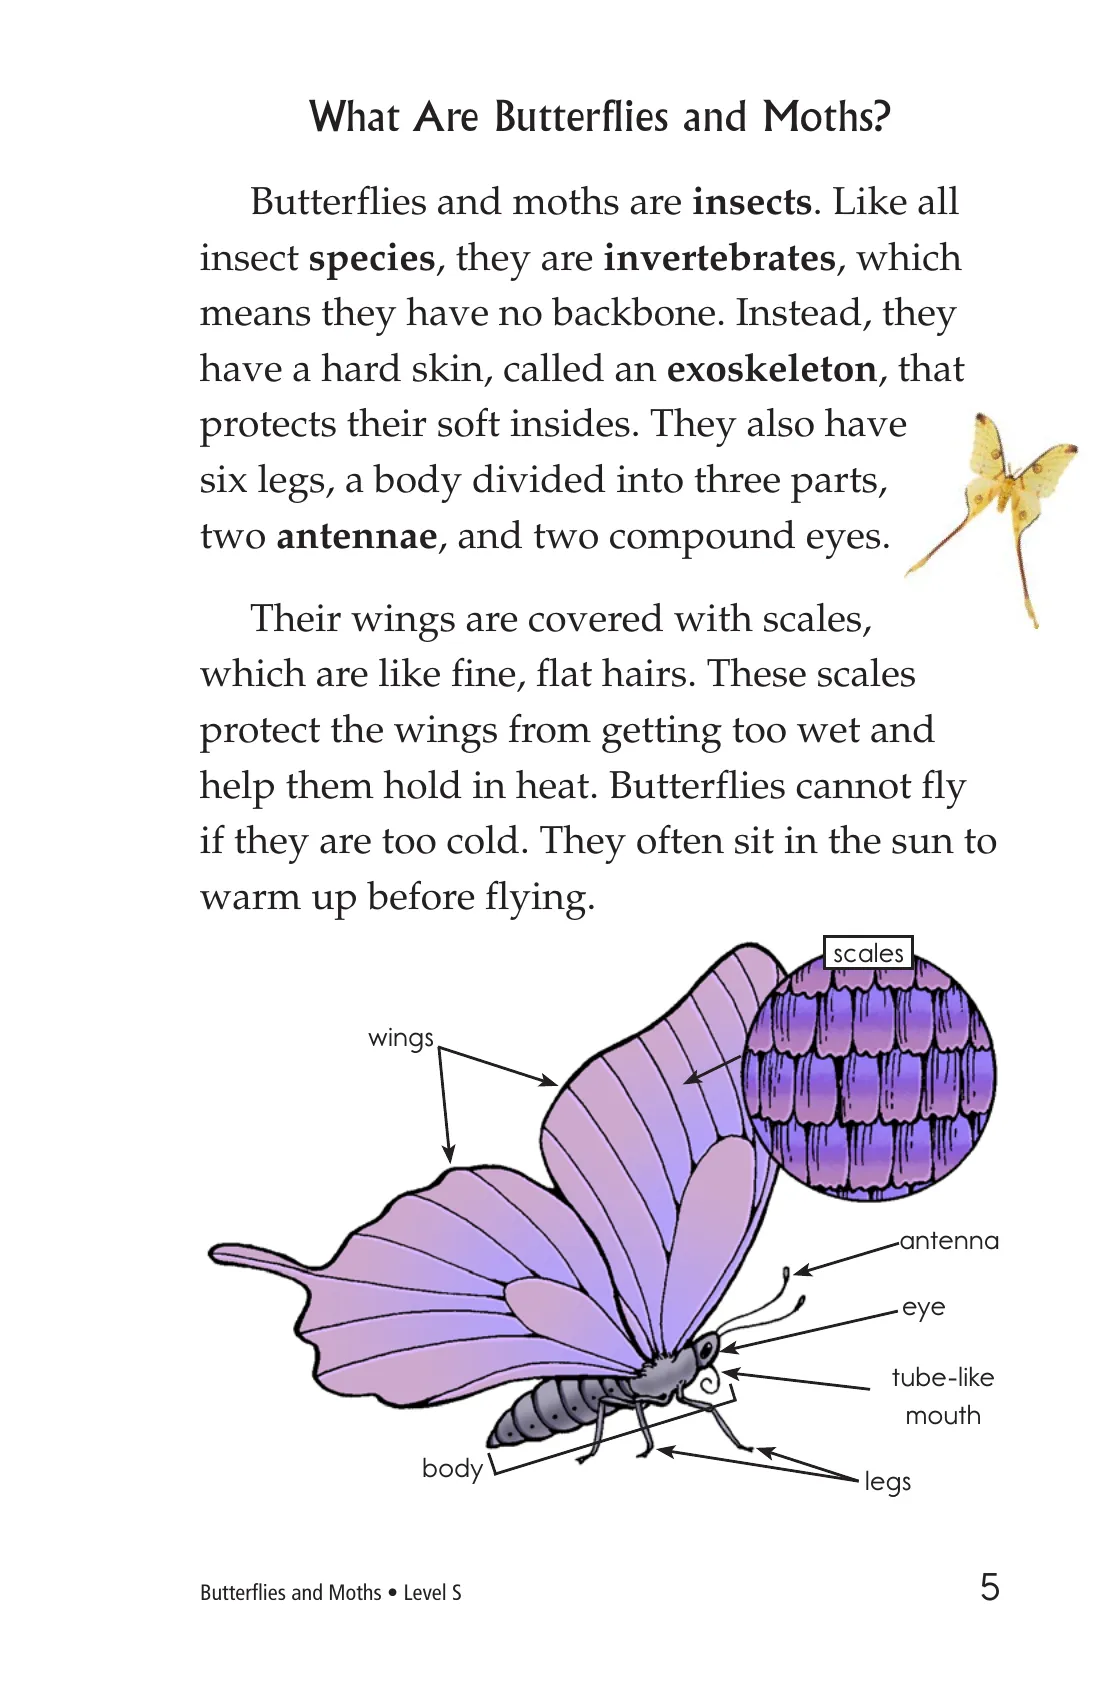 What Are Butterflies and Moths?
Butterflies and moths are insects. Like all
insect species, they are invertebrates, which
means they have no backbone. Instead, they
have a hard skin, called an exoskeleton, that
protects their soft insides. They also have
six legs, a body divided into three parts,
two antennae, and two compound eyes.
Their wings are covered with scales,
which are like fine, flat hairs. These scales
protect the wings from getting too wet and
help them hold in heat. Butterflies cannot fly
if they are too cold. They often sit in the sun to
warm up before flying.
scales
wings
antenna
eye
tube-like
mouth
body
legs
Butterflies and Moths • Level S
5